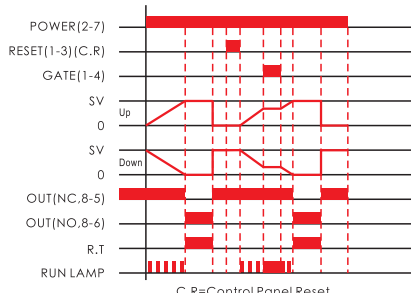 POWER(2-7)
RESET(1-3)(C.R)
GATE(1-4)
SV
Up
0
SV
Down
0
OUT(NC,8-5)
OUT(NO,8-6)
R.T
RUN LAMP
C.R=Control Panel Reset